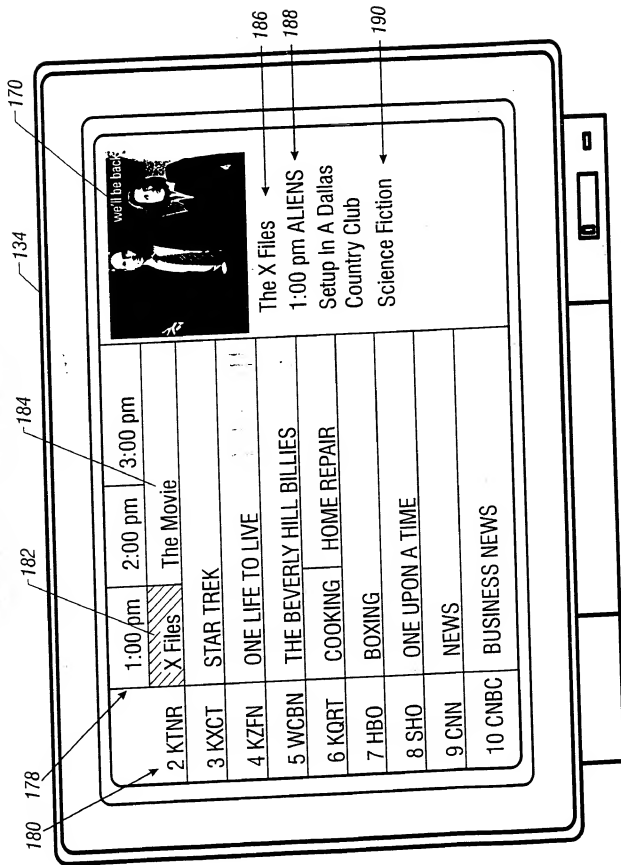 134
170
184
182
178
180
1:00 pm 2:00 pm 3:00 pm
2 KTNR X Files The Movie
3 KXCT STAR TREK
4 KZFN ONE LIFE TO LIVE
5 WCBN THE BEVERLY HILL BILLIES
6 KQRT COOKING HOME REPAIR
7 HBO BOXING
8 SHO ONE UPON A TIME
9 CNN NEWS
10 CNBC BUSINESS NEWS
we'll be back
The X Files
1:00 pm ALIENS
Setup In A Dallas
Country Club
Science Fiction
186
188
190